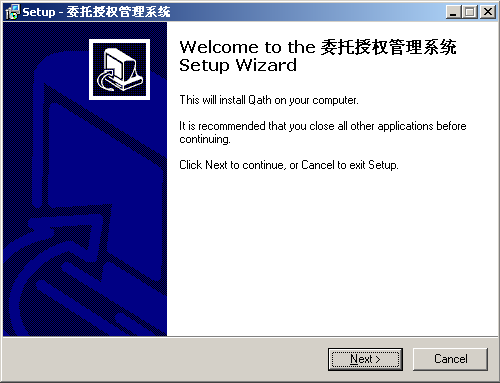 Setup - 委托授权管理系统
Welcome to the 委托授权管理系统
Setup Wizard
This will install Qath on your computer.
It is recommended that you close all other applications before
continuing.
Click Next to continue, or Cancel to exit Setup.
Next >
Cancel